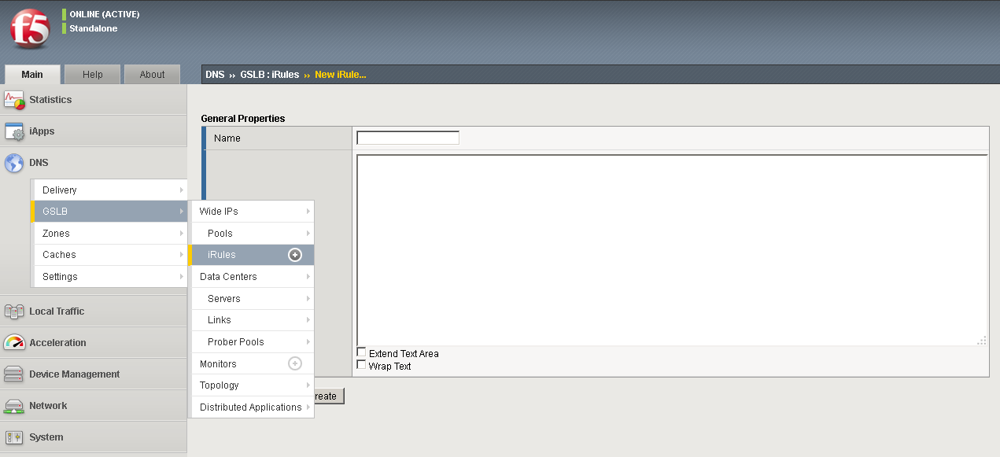 f5
ONLINE (ACTIVE)
Standalone
Main
Help
About
DNS ›› GSLB : iRules ›› New iRule...
Statistics
iApps
DNS
Delivery
GSLB
Zones
Caches
Settings
Local Traffic
Acceleration
Device Management
Network
System
Wide IPs
Pools
iRules
Data Centers
Servers
Links
Prober Pools
Monitors
Topology
Distributed Applications
General Properties
Name
Extend Text Area
Wrap Text
reate